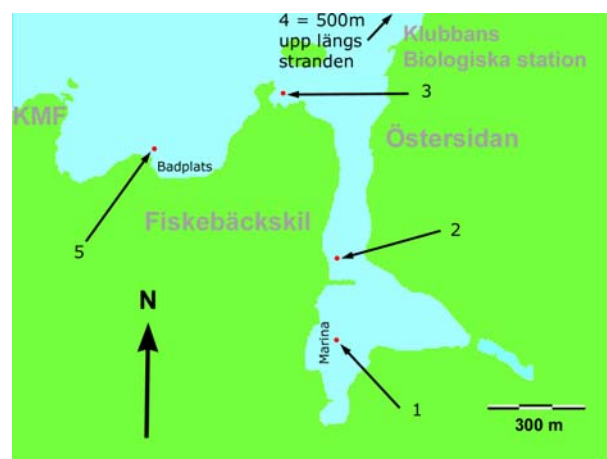 4 = 500m
upp längs
stranden
Klubbans
Biologiska station
3
KMF
Östersidan
Badplats
Fiskebäckskil
2
5
N
Marina
1
300 m